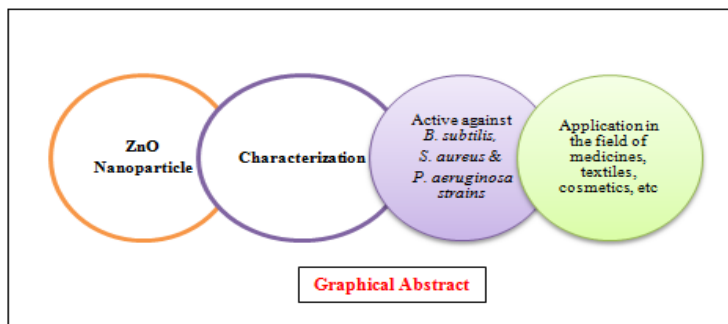 ZnO
Nanoparticle
Characterization
Active against
B. subtilis,
S. aureus &
P. aeruginosa
strains
Application in
the field of
medicines,
textiles,
cosmetics, etc
Graphical Abstract